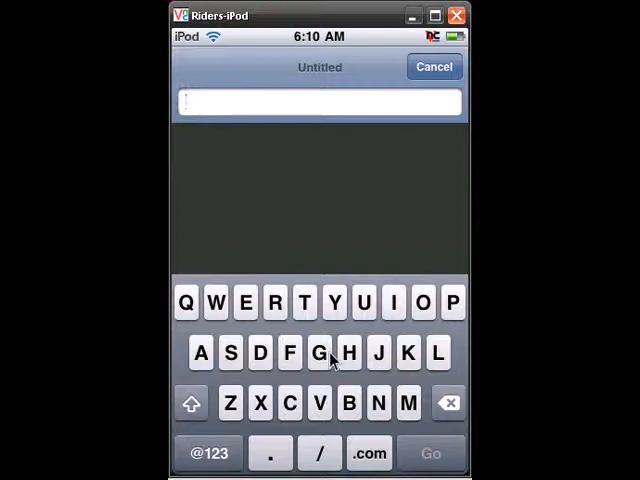 Riders-iPod
iPod 6:10 AM
Untitled Cancel
Q W E R T Y U I O P
A S D F G H J K L
Z X C V B N M
@123 . / .com Go